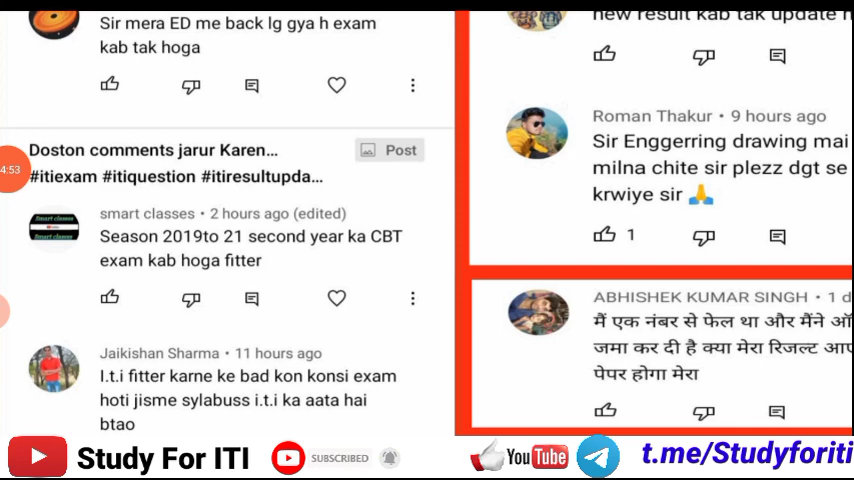 Sir mera ED me back lg gya h exam
kab tak hoga
Doston comments jarur Karen...
Post
#itiexam #itiquestion #itiresultupda...
4:53
smart classes • 2 hours ago (edited)
Season 2019to 21 second year ka CBT
exam kab hoga fitter
Jaikishan Sharma • 11 hours ago
I.t.i fitter karne ke bad kon konsi exam
hoti jisme sylabuss i.t.i ka aata hai
btao
new result kab tak update
Roman Thakur • 9 hours ago
Sir Enggerring drawing mai
milna chite sir plezz dgt se
krwiye sir 🙏
1
ABHISHEK KUMAR SINGH • 1 d
मैं एक नंबर से फेल था और मैंने
जमा कर दी है क्या मेरा रिजल्ट
पेपर होगा मेरा
Study For ITI
SUBSCRIBED
YouTube
t.me/Studyforiti